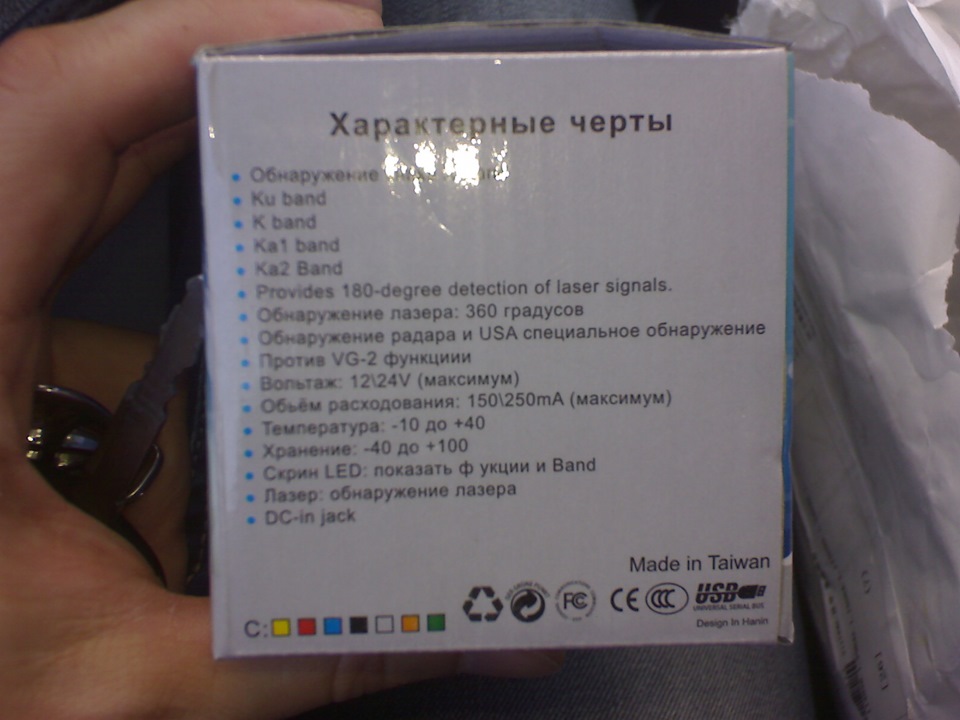 Характерные черты
Обнаружение
Ku band
K band
Ka1 band
Ka2 Band
Provides 180-degree detection of laser signals.
Обнаружение лазера: 360 градусов
Обнаружение радара и USA специальное обнаружение
Против VG-2 функциии
Вольтаж: 12\24V (максимум)
Обьём расходования: 150\250mA (максимум)
Температура: -10 до +40
Хранение: -40 до +100
Скрин LED: показать ф укции и Band
Лазер: обнаружение лазера
DC-in jack
Made in Taiwan
FC CE CCC USB
UNIVERSAL SERIAL BUS
Design In Hanin
C:
1261